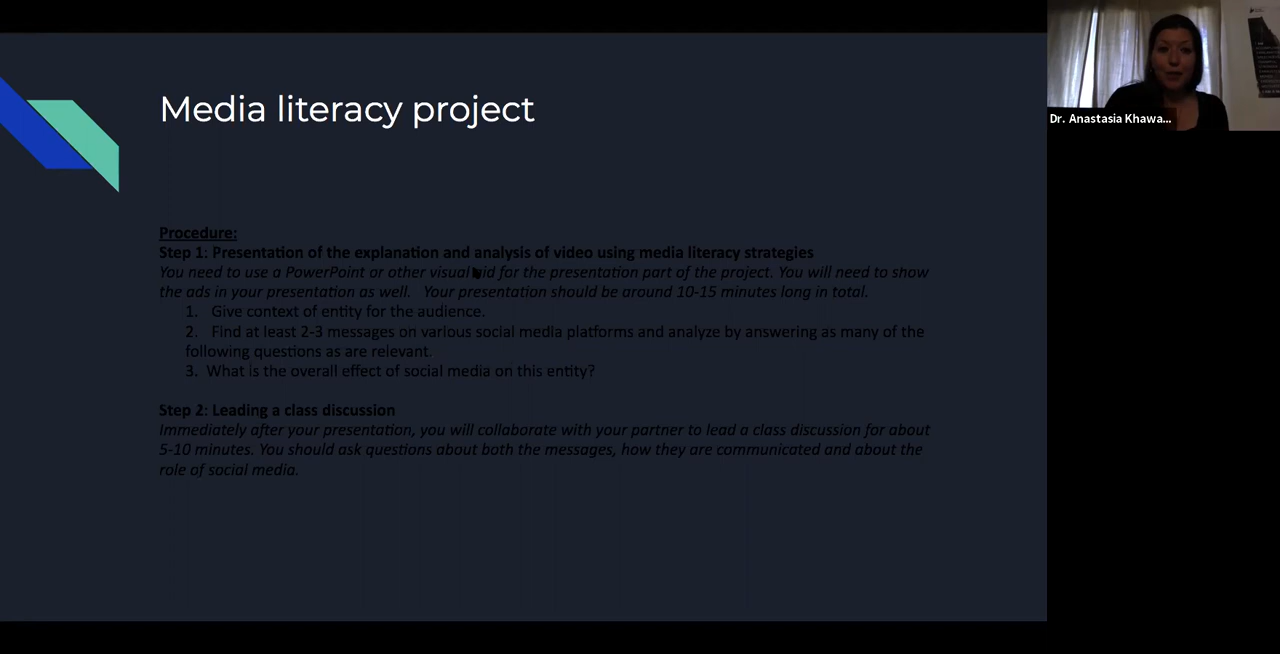 Media literacy project
Procedure:
Step 1: Presentation of the explanation and analysis of video using media literacy strategies
You need to use a PowerPoint or other visual aid for the presentation part of the project. You will need to show
the ads in your presentation as well. Your presentation should be around 10-15 minutes long in total.
1. Give context of entity for the audience.
2. Find at least 2-3 messages on various social media platforms and analyze by answering as many of the
following questions as are relevant.
3. What is the overall effect of social media on this entity?
Step 2: Leading a class discussion
Immediately after your presentation, you will collaborate with your partner to lead a class discussion for about
5-10 minutes. You should ask questions about both the messages, how they are communicated and about the
role of social media.
Dr. Anastasia Khawa...